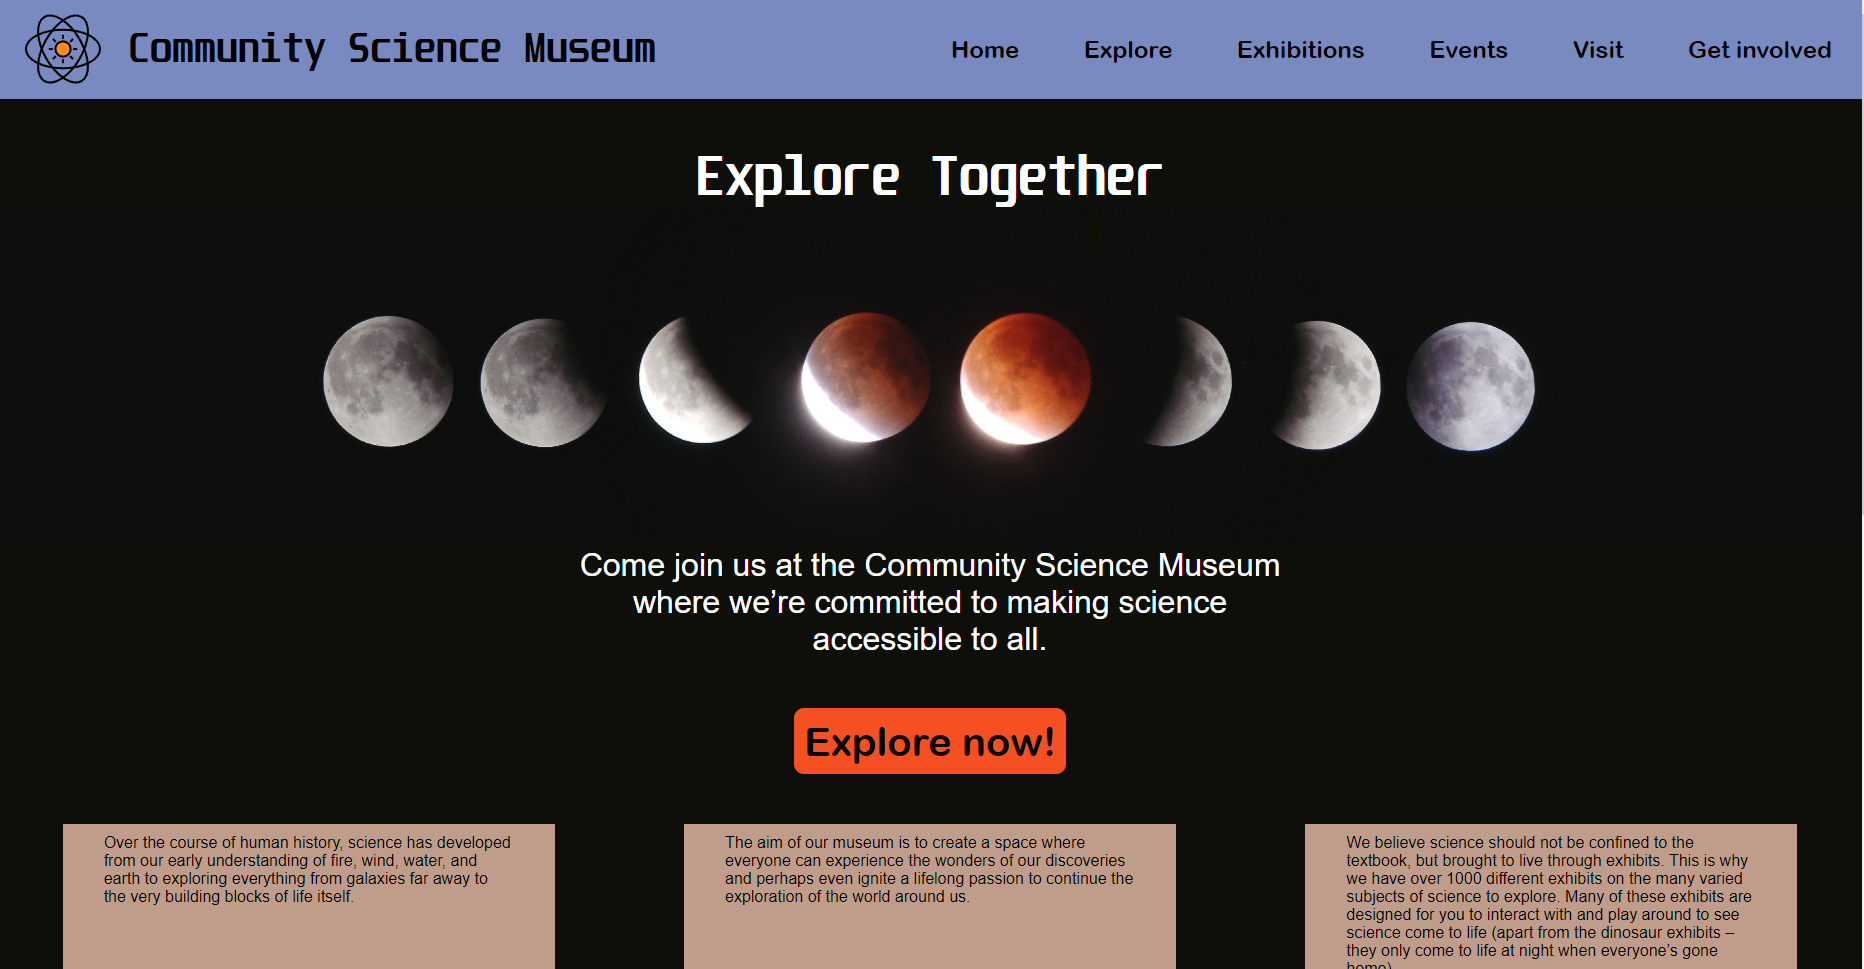 Community Science Museum
Home Explore Exhibitions Events Visit Get involved
Explore Together
Come join us at the Community Science Museum
where we’re committed to making science
accessible to all.
Explore now!
Over the course of human history, science has developed
from our early understanding of fire, wind, water, and
earth to exploring everything from galaxies far away to
the very building blocks of life itself.
The aim of our museum is to create a space where
everyone can experience the wonders of our discoveries
and perhaps even ignite a lifelong passion to continue the
exploration of the world around us.
We believe science should not be confined to the
textbook, but brought to live through exhibits. This is why
we have over 1000 different exhibits on the many varied
subjects of science to explore. Many of these exhibits are
designed for you to interact with and play around to see
science come to life (apart from the dinosaur exhibits –
they only come to life at night when everyone’s gone
home)